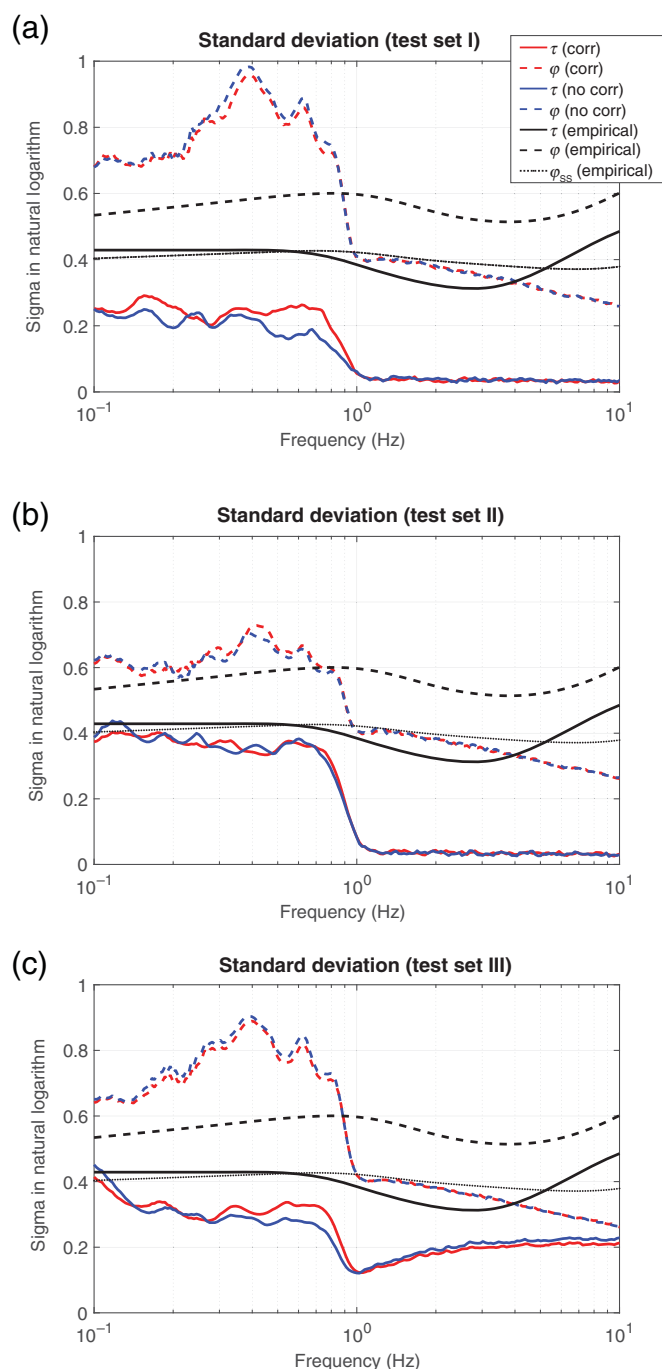 (a)
Standard deviation (test set I)
τ (corr)
φ (corr)
τ (no corr)
φ (no corr)
τ (empirical)
φ (empirical)
φSS (empirical)
Sigma in natural logarithm
1
0.8
0.6
0.4
0.2
0
10⁻¹
10⁰
10¹
Frequency (Hz)
(b)
Standard deviation (test set II)
Sigma in natural logarithm
1
0.8
0.6
0.4
0.2
0
10⁻¹
10⁰
10¹
Frequency (Hz)
(c)
Standard deviation (test set III)
Sigma in natural logarithm
1
0.8
0.6
0.4
0.2
0
10⁻¹
10⁰
10¹
Frequency (Hz)